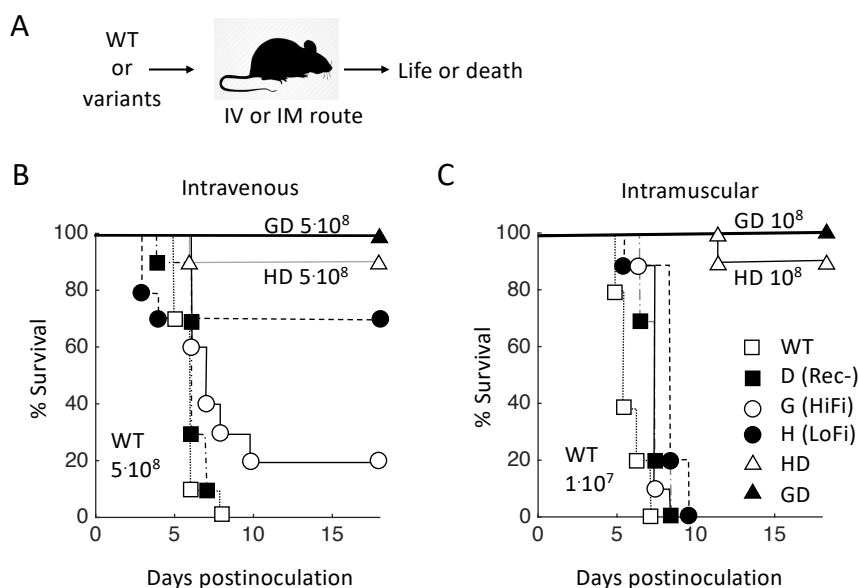 A
WT
or
variants
IV or IM route
Life or death
B
Intravenous
GD 5·10⁸
HD 5·10⁸
WT
5·10⁸
% Survival
100
80
60
40
20
0
0 5 10 15
Days postinoculation
C
Intramuscular
GD 10⁸
HD 10⁸
WT
1·10⁷
% Survival
100
80
60
40
20
0
0 5 10 15
Days postinoculation
WT
D (Rec-)
G (HiFi)
H (LoFi)
HD
GD